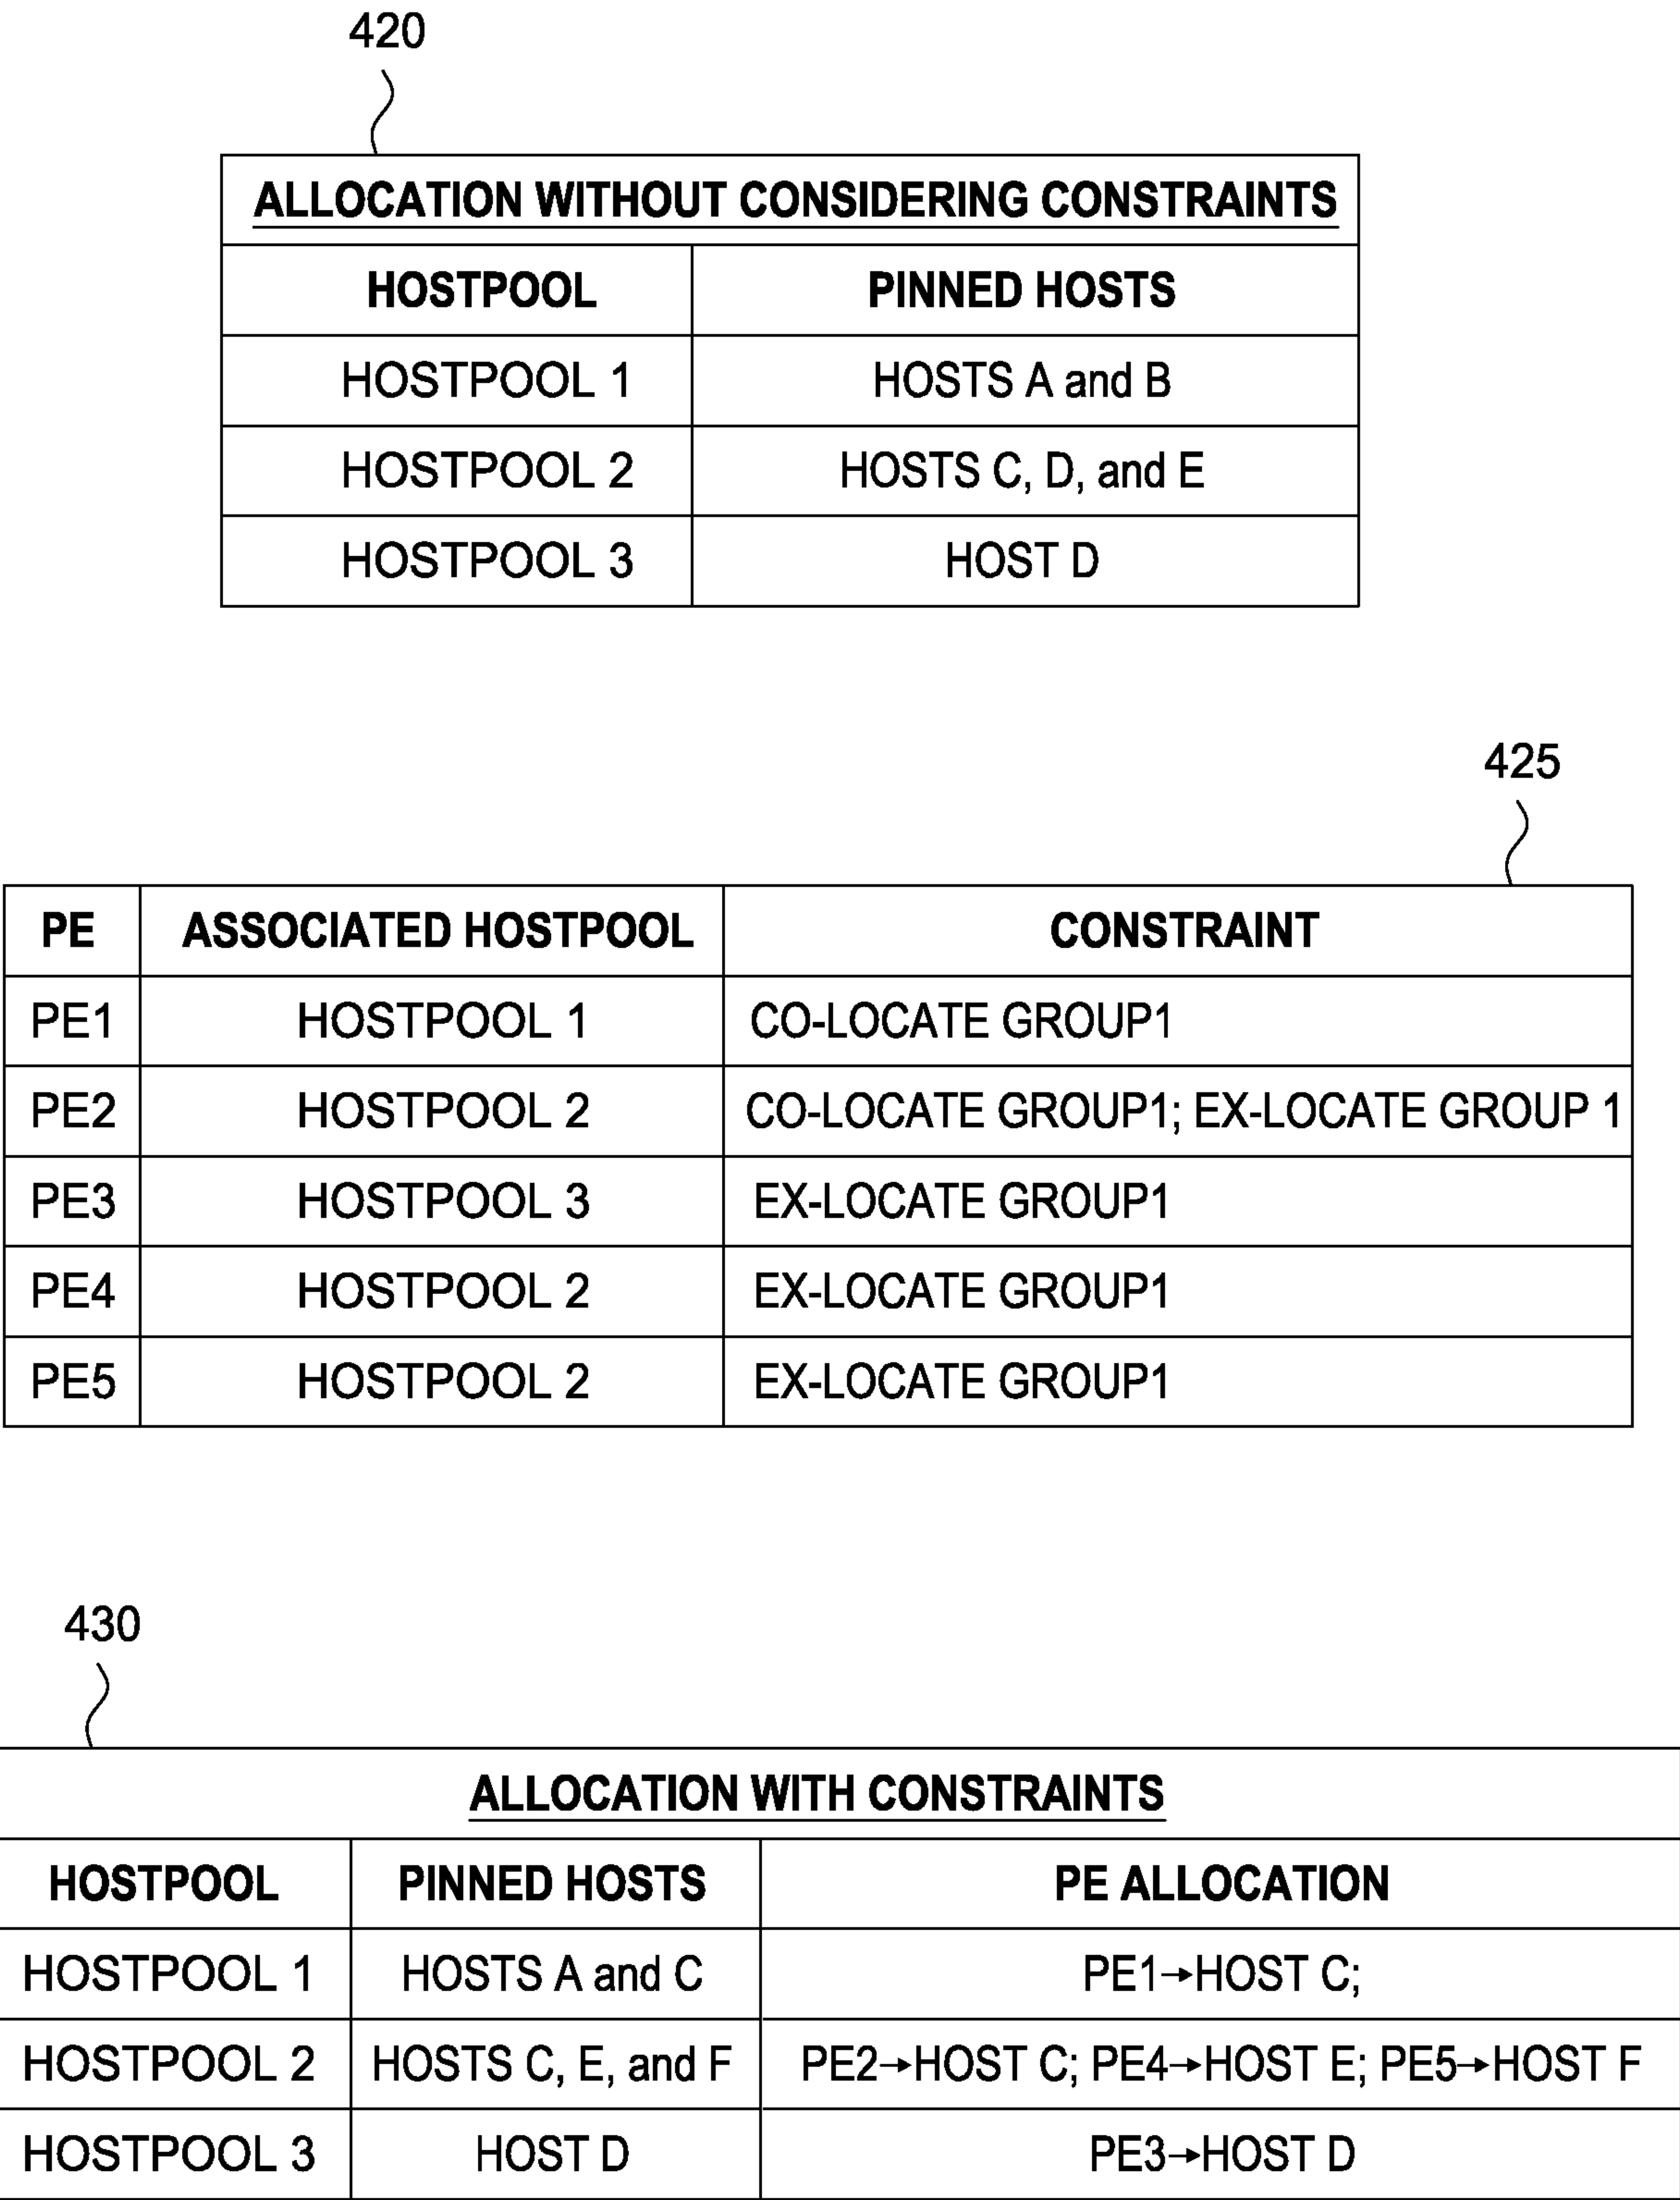 420
ALLOCATION WITHOUT CONSIDERING CONSTRAINTS
HOSTPOOL PINNED HOSTS
HOSTPOOL 1 HOSTS A and B
HOSTPOOL 2 HOSTS C, D, and E
HOSTPOOL 3 HOST D
425
PE ASSOCIATED HOSTPOOL CONSTRAINT
PE1 HOSTPOOL 1 CO-LOCATE GROUP1
PE2 HOSTPOOL 2 CO-LOCATE GROUP1; EX-LOCATE GROUP 1
PE3 HOSTPOOL 3 EX-LOCATE GROUP1
PE4 HOSTPOOL 2 EX-LOCATE GROUP1
PE5 HOSTPOOL 2 EX-LOCATE GROUP1
430
ALLOCATION WITH CONSTRAINTS
HOSTPOOL PINNED HOSTS PE ALLOCATION
HOSTPOOL 1 HOSTS A and C PE1→HOST C;
HOSTPOOL 2 HOSTS C, E, and F PE2→HOST C; PE4→HOST E; PE5→HOST F
HOSTPOOL 3 HOST D PE3→HOST D